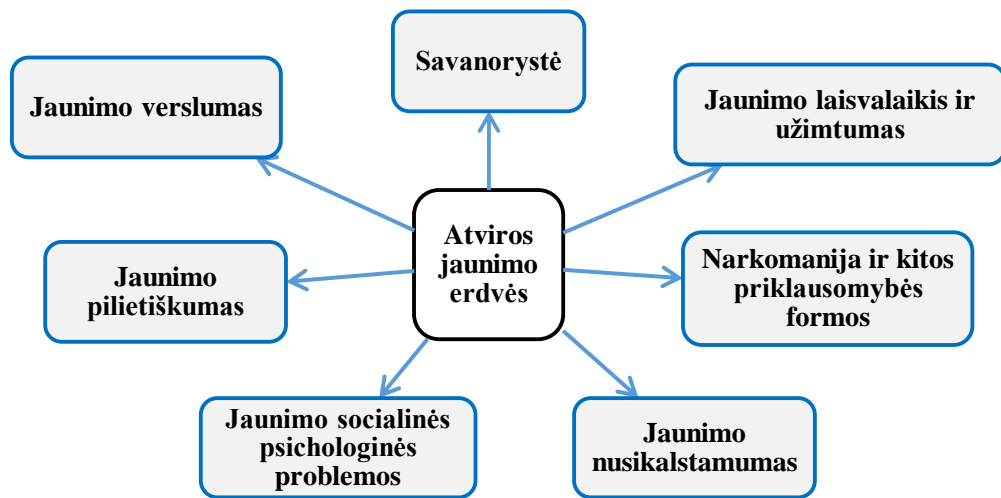 Savanorystė
Jaunimo verslumas
Jaunimo laisvalaikis ir
užimtumas
Atviros
jaunimo
erdvės
Jaunimo
pilietiškumas
Narkomanija ir kitos
priklausomybės
formos
Jaunimo socialinės
psichologinės
problemos
Jaunimo
nusikalstamumas